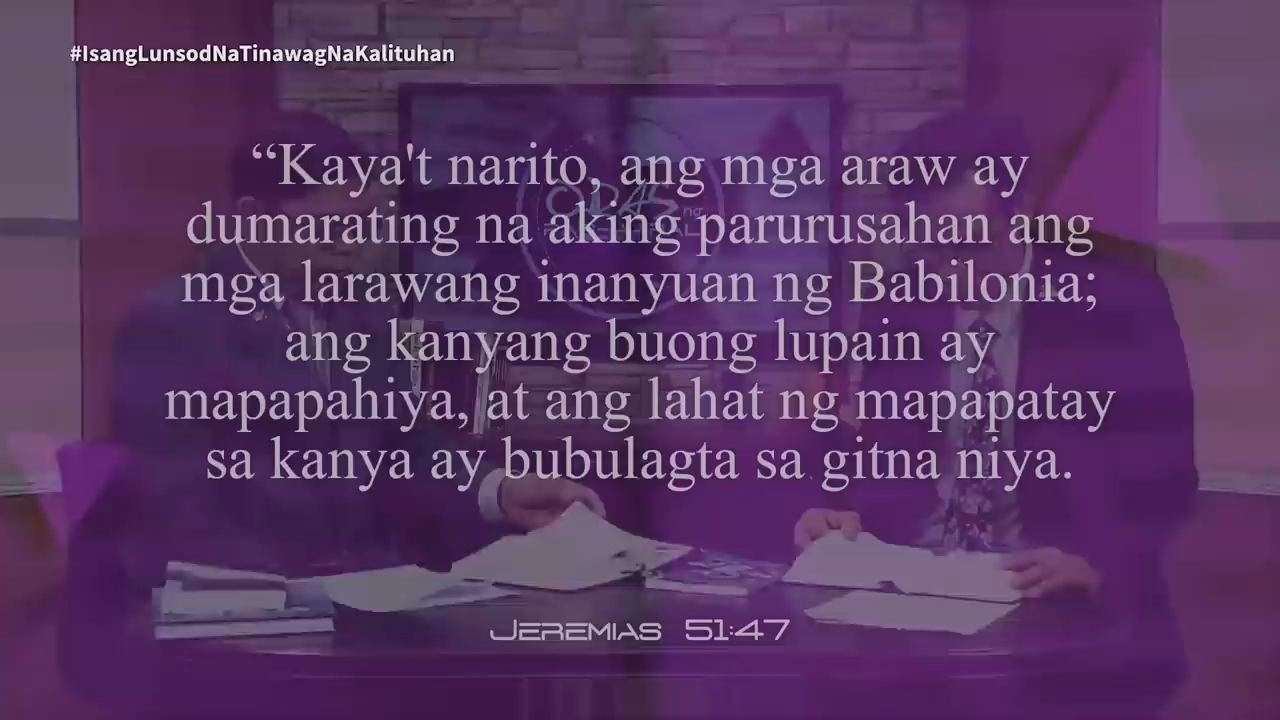 #IsangLunsodNaTinawagNaKalituhan
“Kaya't narito, ang mga araw ay
dumarating na aking parurusahan ang
mga larawang inanyuan ng Babilonia;
ang kanyang buong lupain ay
mapapahiya, at ang lahat ng mapapatay
sa kanya ay bubulagta sa gitna niya.
JEREMIAS 51:47